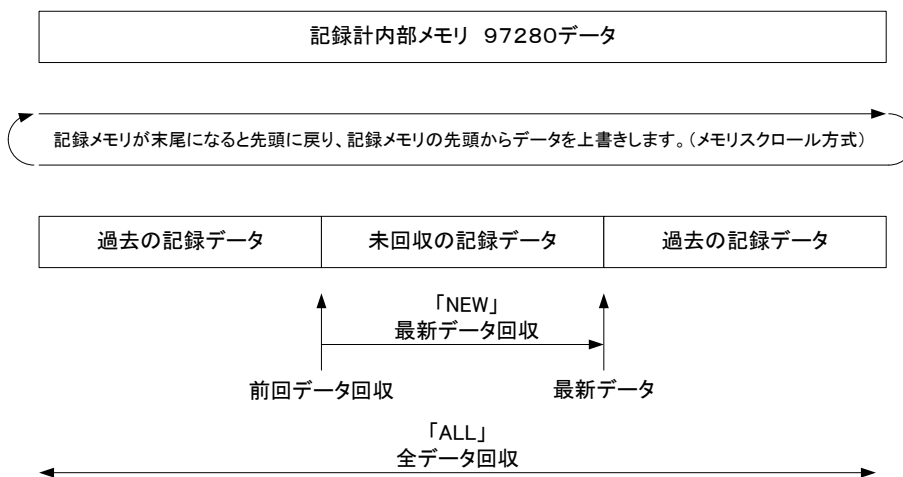 記録計内部メモリ 97280データ
記録メモリが末尾になると先頭に戻り、記録メモリの先頭からデータを上書きします。(メモリスクロール方式)
過去の記録データ 未回収の記録データ 過去の記録データ
「NEW」
最新データ回収
前回データ回収 最新データ
「ALL」
全データ回収